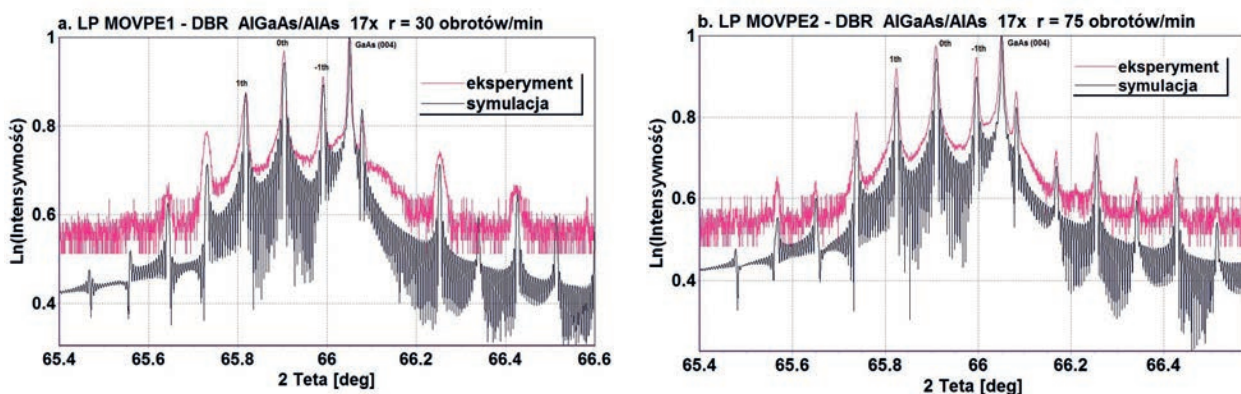 a. LP MOVPE1 - DBR AlGaAs/AlAs 17x r = 30 obrotów/min
1
0.8
0.6
0.4
Ln(Intensywność)
1th
0th
-1th
GaAs (004)
eksperyment
symulacja
65.4 65.6 65.8 66 66.2 66.4 66.6
2 Teta [deg]
b. LP MOVPE2 - DBR AlGaAs/AlAs 17x r = 75 obrotów/min
1
0.8
0.6
0.4
Ln(Intensywność)
1th
0th
-1th
GaAs (004)
eksperyment
symulacja
65.4 65.6 65.8 66 66.2 66.4
2 Teta [deg]